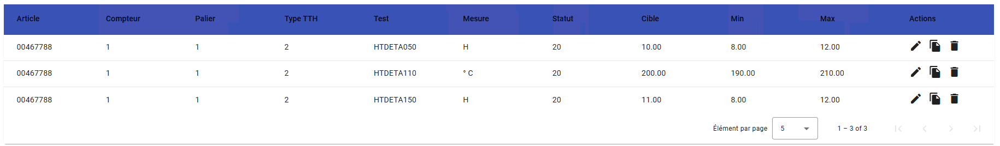 Article Compteur Palier Type TTH Test Mesure Statut Cible Min Max Actions
00467788 1 1 2 HTDETA050 H 20 10.00 8.00 12.00
00467788 1 1 2 HTDETA110 ° C 20 200.00 190.00 210.00
00467788 1 1 2 HTDETA150 H 20 11.00 8.00 12.00
Élément par page 5 1 – 3 of 3